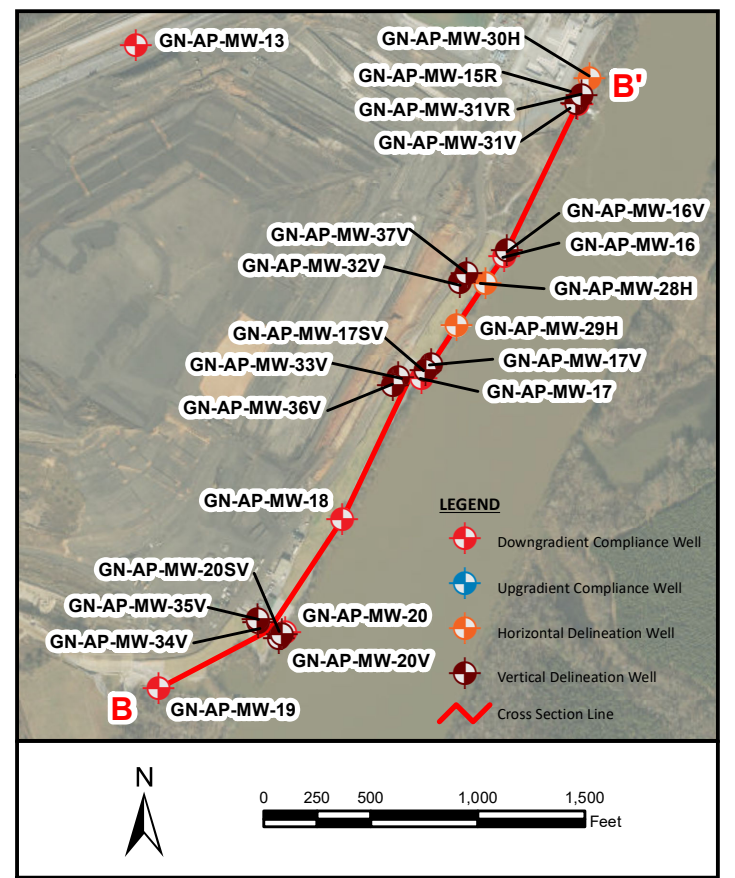 GN-AP-MW-13
GN-AP-MW-30H
GN-AP-MW-15R
B'
GN-AP-MW-31VR
GN-AP-MW-31V
GN-AP-MW-16V
GN-AP-MW-37V
GN-AP-MW-16
GN-AP-MW-32V
GN-AP-MW-28H
GN-AP-MW-29H
GN-AP-MW-17SV
GN-AP-MW-17V
GN-AP-MW-33V
GN-AP-MW-17
GN-AP-MW-36V
GN-AP-MW-18
LEGEND
Downgradient Compliance Well
Upgradient Compliance Well
Horizontal Delineation Well
Vertical Delineation Well
Cross Section Line
GN-AP-MW-20SV
GN-AP-MW-35V
GN-AP-MW-20
GN-AP-MW-34V
GN-AP-MW-20V
B
GN-AP-MW-19
N
0 250 500 1,000 1,500
Feet